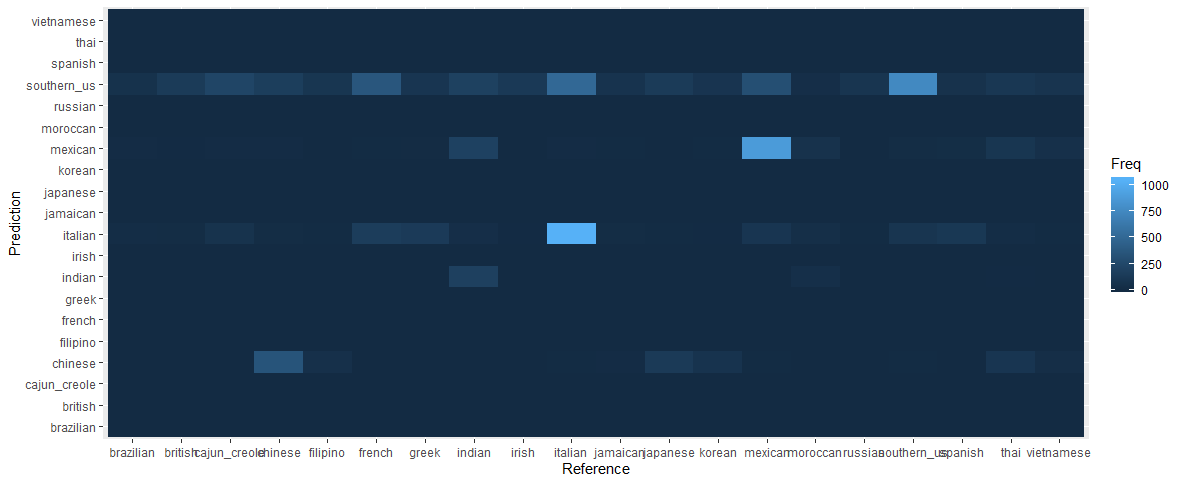 Prediction
vietnamese
thai
spanish
southern_us
russian
moroccan
mexican
korean
japanese
jamaican
italian
irish
indian
greek
french
filipino
chinese
cajun_creole
british
brazilian
brazilian british cajun_creole chinese filipino french greek indian irish italian jamaican japanese korean mexican moroccan russian southern_us spanish thai vietnamese
Reference
Freq
1000
750
500
250
0